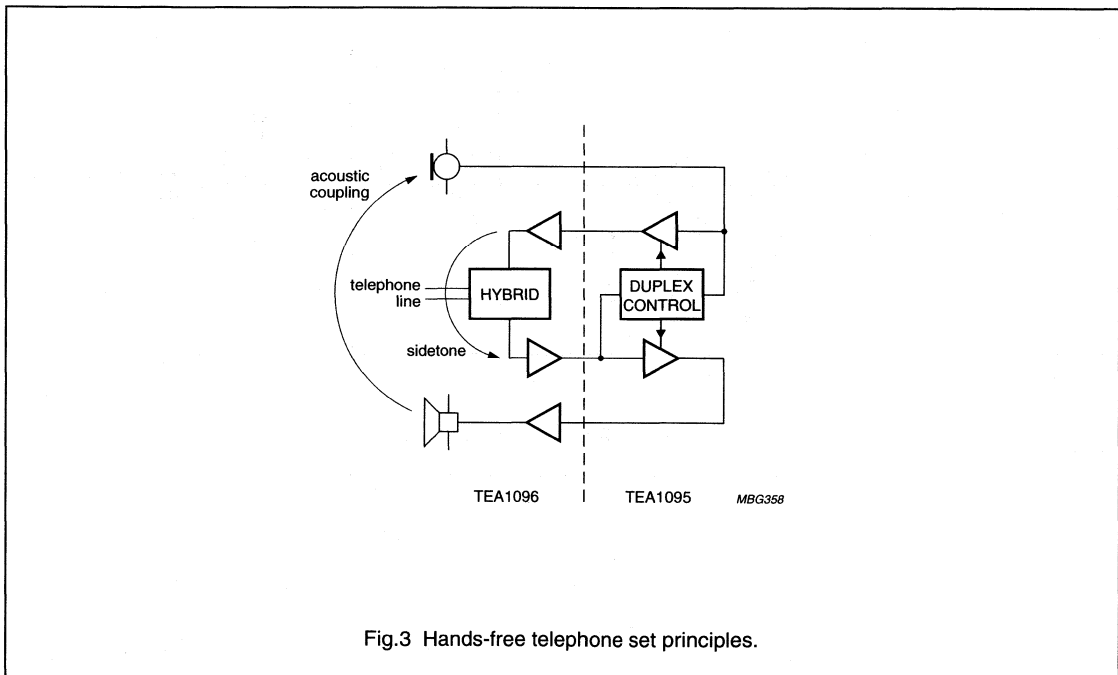 acoustic
coupling
telephone
line
HYBRID
DUPLEX
CONTROL
sidetone
TEA1096
TEA1095
MBG358
Fig.3 Hands-free telephone set principles.